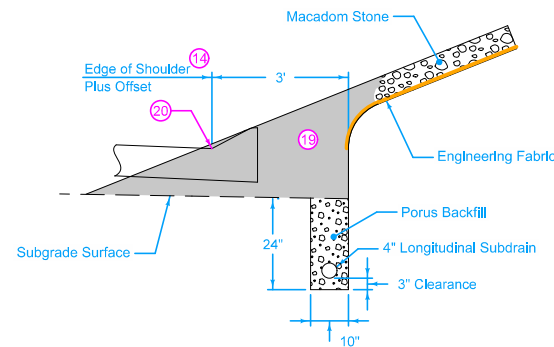 Macadom Stone
14
Edge of Shoulder
Plus Offset
3'
20
19
Engineering Fabric
Porus Backfill
Subgrade Surface
24"
4" Longitudinal Subdrain
3" Clearance
10"